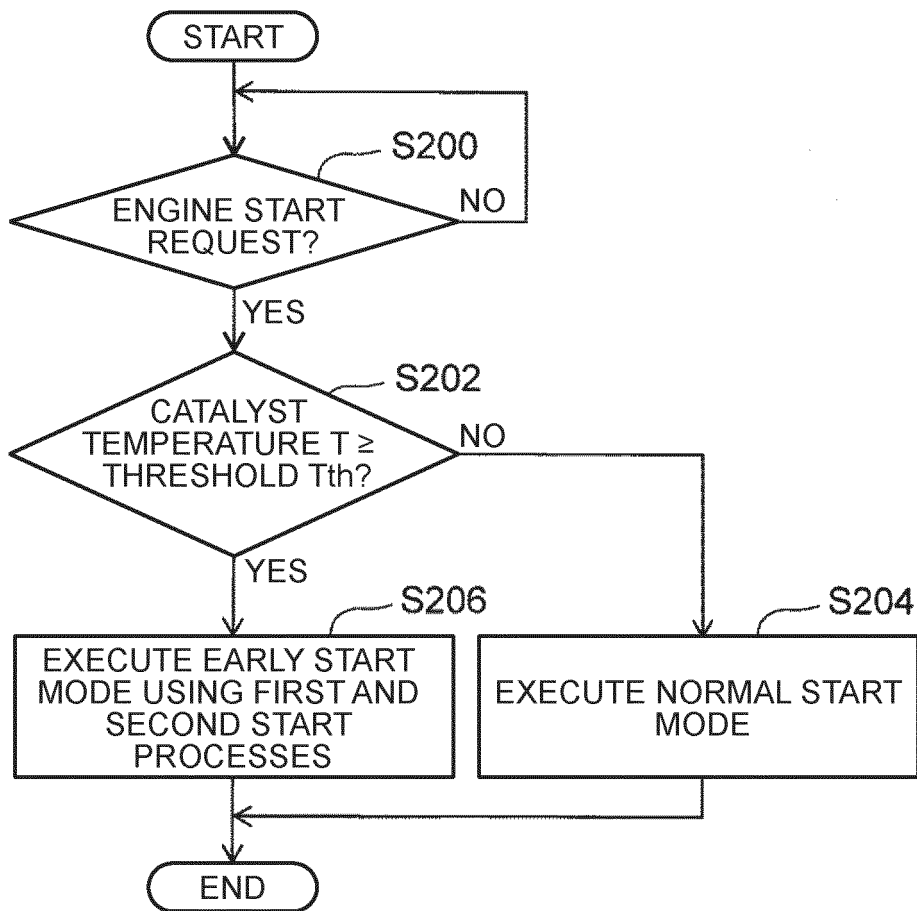 START
S200
ENGINE START
REQUEST?
NO
YES
S202
CATALYST
TEMPERATURE T ≥
THRESHOLD Tth?
NO
YES
S206
EXECUTE EARLY START
MODE USING FIRST AND
SECOND START
PROCESSES
S204
EXECUTE NORMAL START
MODE
END